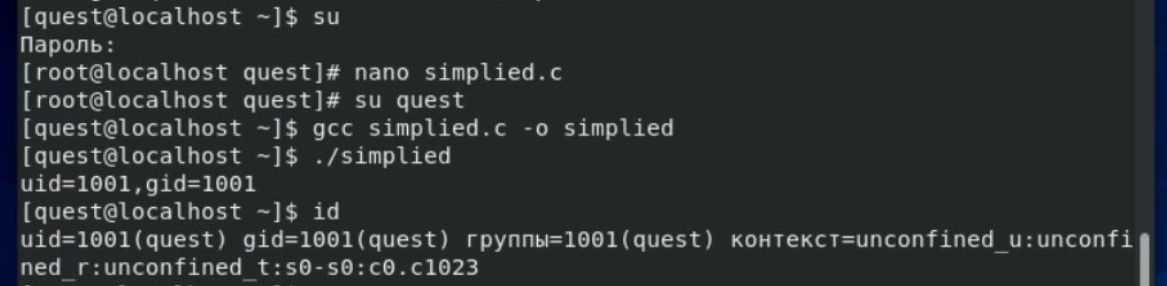 [quest@localhost ~]$ su
Пароль:
[root@localhost quest]# nano simplied.c
[root@localhost quest]# su quest
[quest@localhost ~]$ gcc simplied.c -o simplied
[quest@localhost ~]$ ./simplied
uid=1001,gid=1001
[quest@localhost ~]$ id
uid=1001(quest) gid=1001(quest) группы=1001(quest) контекст=unconfined_u:unconfi
ned_r:unconfined_t:s0-s0:c0.c1023